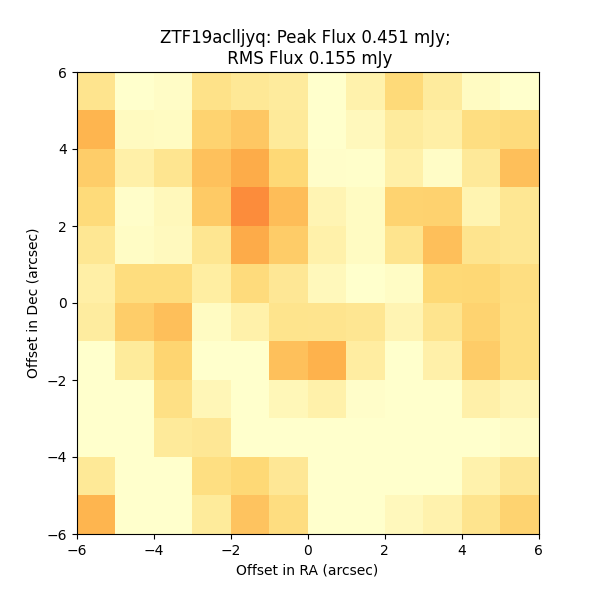 ZTF19aclljyq: Peak Flux 0.451 mJy;
RMS Flux 0.155 mJy
6
4
2
0
−2
−4
−6
Offset in Dec (arcsec)
−6 −4 −2 0 2 4 6
Offset in RA (arcsec)